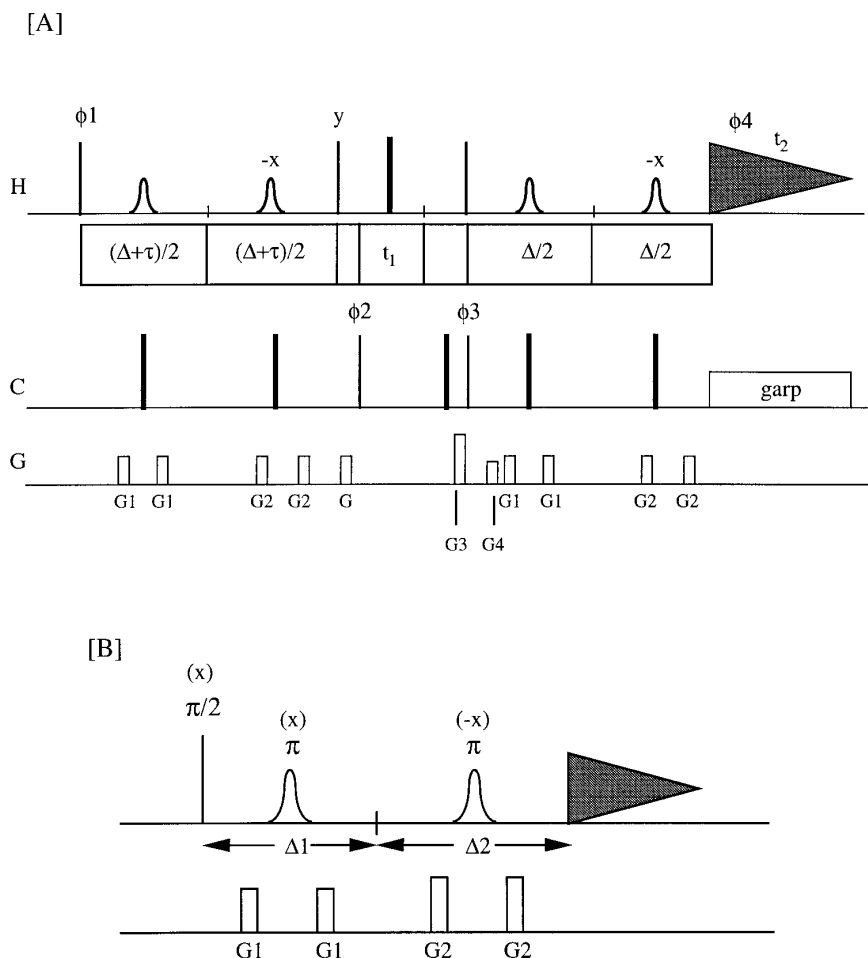 [A]
ϕ1 y ϕ4 t2
-x -x
H
(Δ+τ)/2 (Δ+τ)/2 t1 Δ/2 Δ/2
ϕ2 ϕ3
C garp
G
G1 G1 G2 G2 G G1 G1 G2 G2
G3 G4
[B]
(x)
π/2 (x) (-x)
π π
Δ1 Δ2
G1 G1 G2 G2